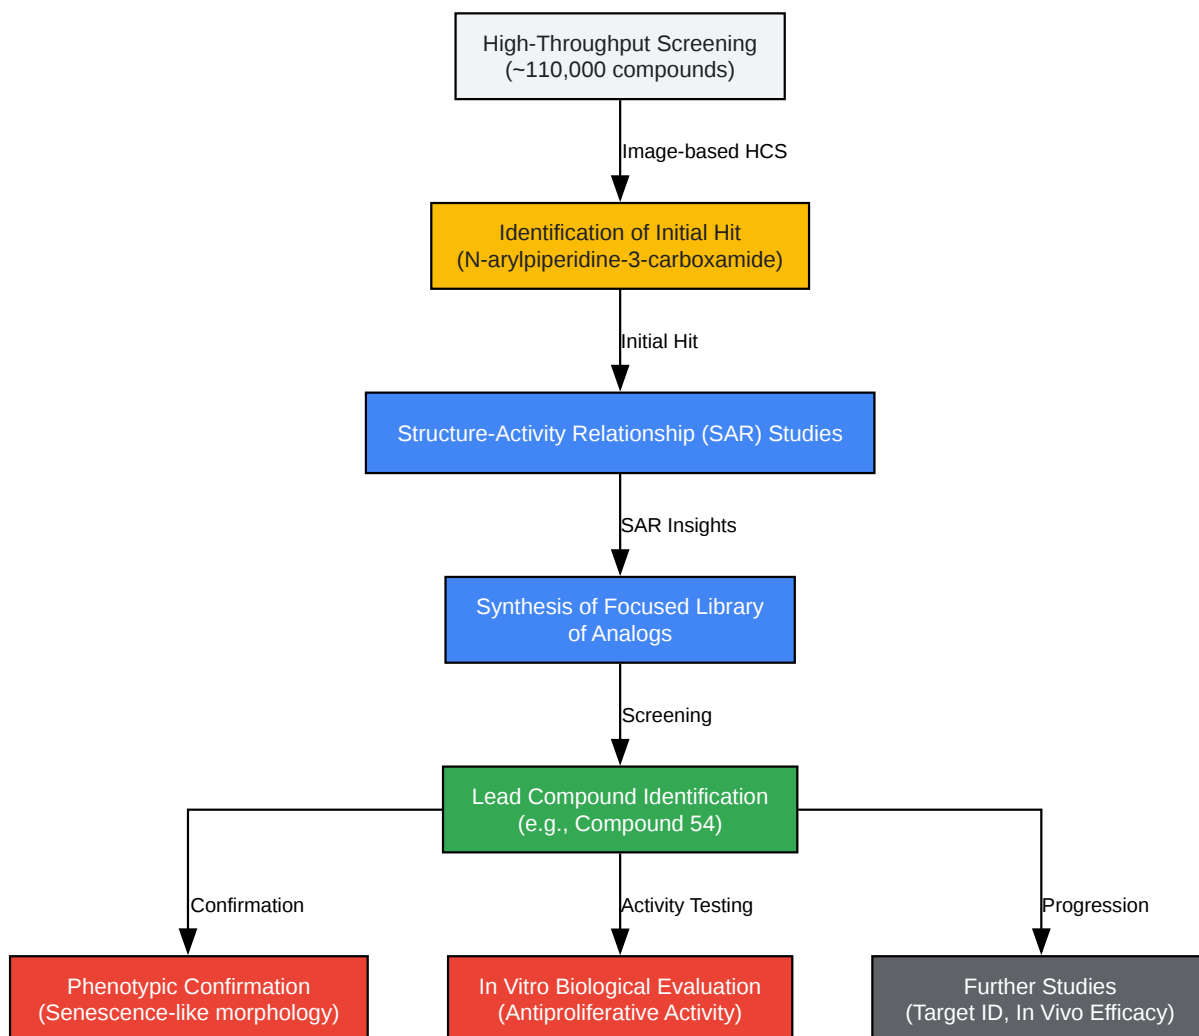 High-Throughput Screening
(~110,000 compounds)
Image-based HCS
Identification of Initial Hit
(N-arylpiperidine-3-carboxamide)
Initial Hit
Structure-Activity Relationship (SAR) Studies
SAR Insights
Synthesis of Focused Library
of Analogs
Screening
Lead Compound Identification
(e.g., Compound 54)
Confirmation
Activity Testing
Progression
Phenotypic Confirmation
(Senescence-like morphology)
In Vitro Biological Evaluation
(Antiproliferative Activity)
Further Studies
(Target ID, In Vivo Efficacy)